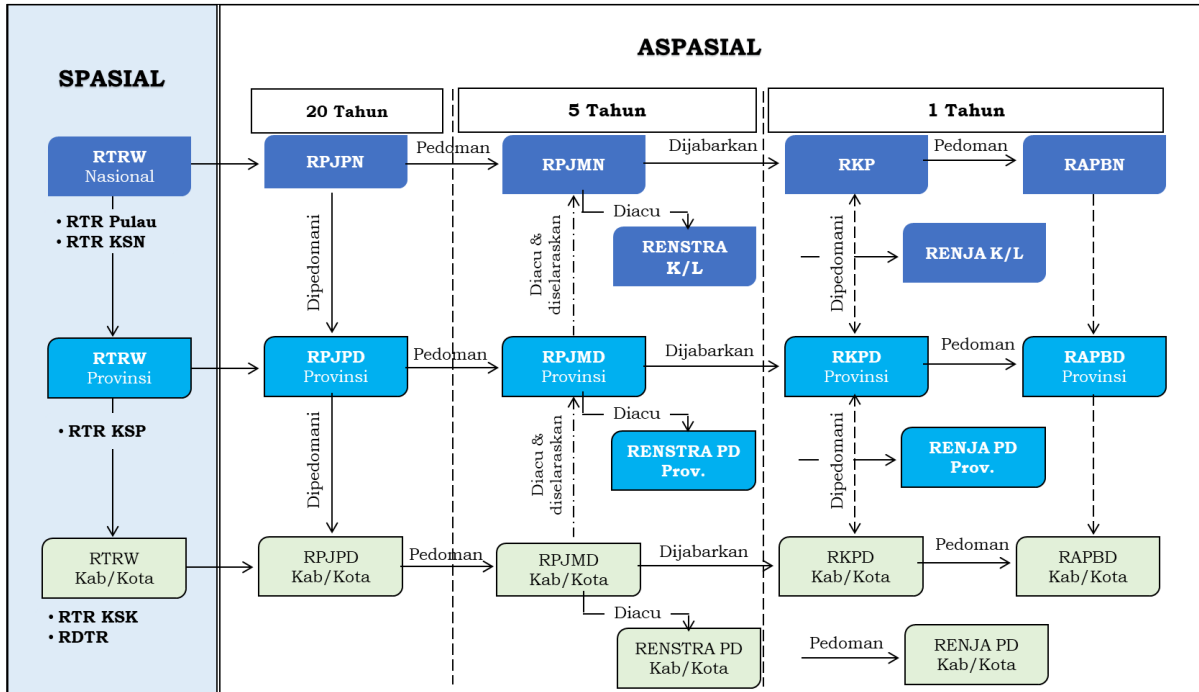 ASPASIAL
SPASIAL
20 Tahun
5 Tahun
1 Tahun
RTRW
Nasional
RPJPN
Pedoman
RPJMN
Dijabarkan
RKP
Pedoman
RAPBN
• RTR Pulau
• RTR KSN
Dipedomani
Diacu &
diselaraskan
Diacu
RENSTRA
K/L
Dipedomani
RENJA K/L
RTRW
Provinsi
RPJPD
Provinsi
Pedoman
RPJMD
Provinsi
Dijabarkan
RKPD
Provinsi
Pedoman
RAPBD
Provinsi
• RTR KSP
Dipedomani
Diacu &
diselaraskan
Diacu
RENSTRA PD
Prov.
Dipedomani
RENJA PD
Prov.
RTRW
Kab/Kota
RPJPD
Kab/Kota
Pedoman
RPJMD
Kab/Kota
Dijabarkan
RKPD
Kab/Kota
Pedoman
RAPBD
Kab/Kota
• RTR KSK
• RDTR
Diacu
RENSTRA PD
Kab/Kota
Pedoman
RENJA PD
Kab/Kota